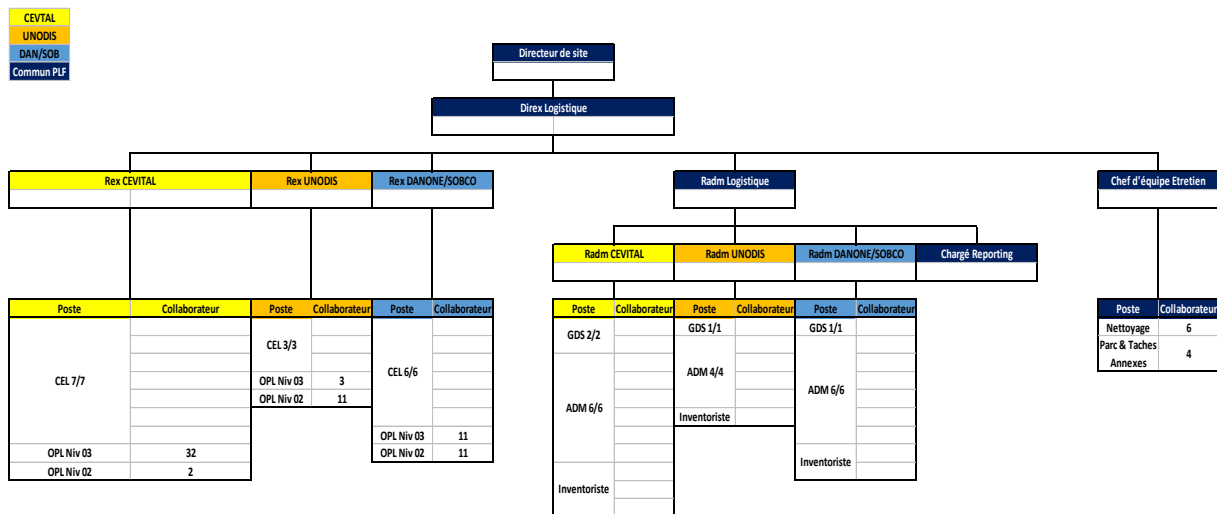 CEVTAL
UNODIS
DAN/SOB
Commun PLF
Directeur de site
Direx Logistique
Rex CEVITAL
Rex UNODIS
Rex DANONE/SOBCO
Radm Logistique
Chef d'équipe Etretien
Radm CEVITAL
Radm UNODIS
Radm DANONE/SOBCO
Chargé Reporting
Poste Collaborateur
CEL 7/7
OPL Niv 03 32
OPL Niv 02 2
Poste Collaborateur
CEL 3/3
OPL Niv 03 3
OPL Niv 02 11
Poste Collaborateur
CEL 6/6
OPL Niv 03 11
OPL Niv 02 11
Poste Collaborateur
GDS 2/2
ADM 6/6
Inventoriste
Poste Collaborateur
GDS 1/1
ADM 4/4
Inventoriste
Poste Collaborateur
GDS 1/1
ADM 6/6
Inventoriste
Poste Collaborateur
Nettoyage 6
Parc & Taches
Annexes 4